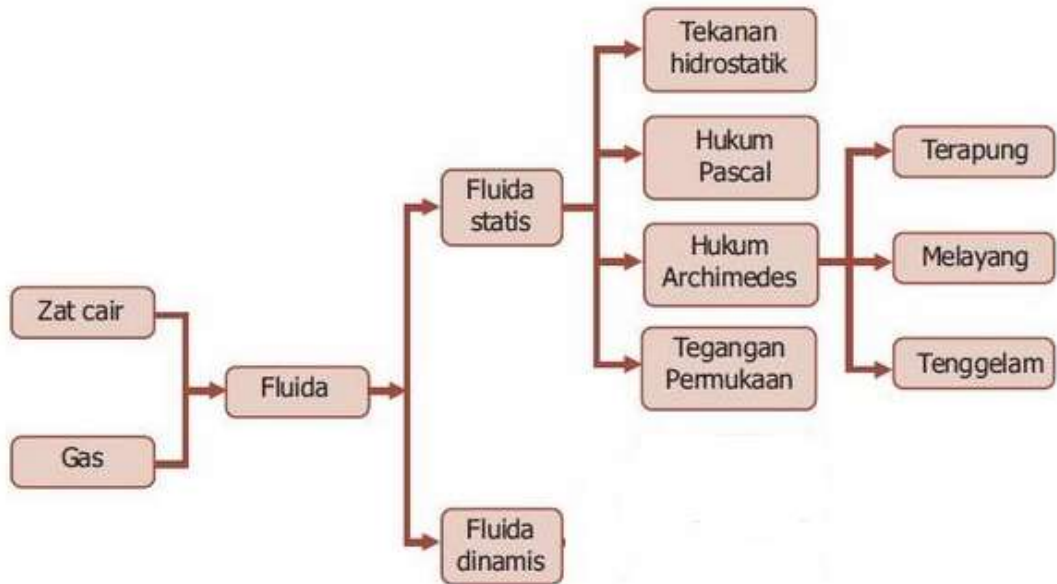 Zat cair
Gas
Fluida
Fluida
statis
Fluida
dinamis
Tekanan
hidrostatik
Hukum
Pascal
Hukum
Archimedes
Tegangan
Permukaan
Terapung
Melayang
Tenggelam